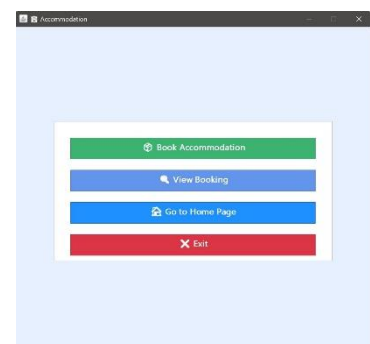 Accommodation
Book Accommodation
View Booking
Go to Home Page
Exit